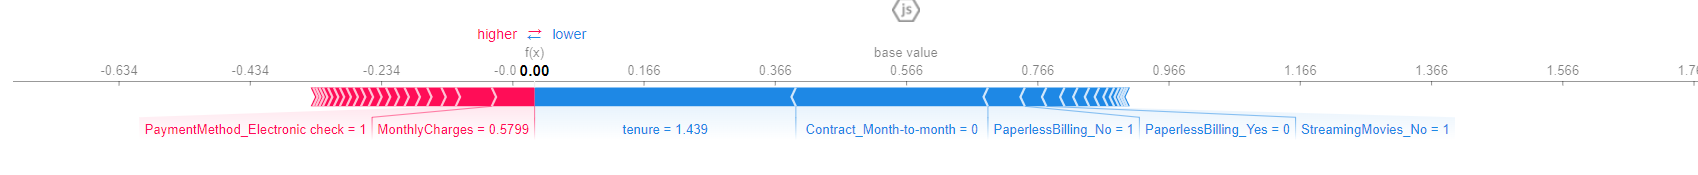 js
higher ⇄ lower
f(x) base value
-0.634 -0.434 -0.234 -0.0 0.00 0.166 0.366 0.566 0.766 0.966 1.166 1.366 1.566
PaymentMethod_Electronic check = 1 MonthlyCharges = 0.5799 tenure = 1.439 Contract_Month-to-month = 0 PaperlessBilling_No = 1 PaperlessBilling_Yes = 0 StreamingMovies_No = 1